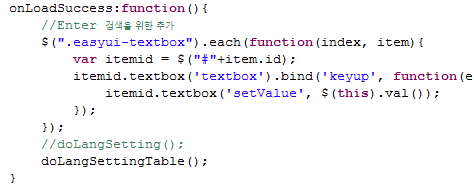 onLoadSuccess:function(){
    //Enter 검색을 위한 추가
    $(".easyui-textbox").each(function(index, item){
        var itemid = $("#"+item.id);
        itemid.textbox('textbox').bind('keyup', function(e
            itemid.textbox('setValue', $(this).val());
        });
    });
    //doLangSetting();
    doLangSettingTable();
}